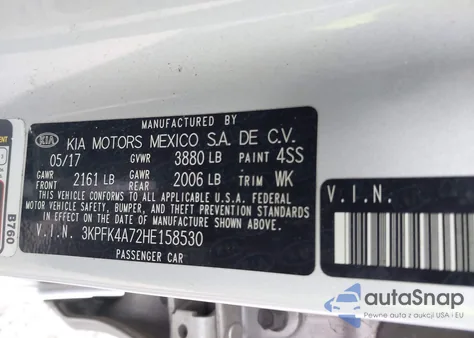 MANUFACTURED BY
KIA KIA MOTORS MEXICO S.A. DE C.V.
05/17 GVWR 3880 LB PAINT 4SS
GAWR FRONT 2161 LB GAWR REAR 2006 LB TRIM WK
THIS VEHICLE CONFORMS TO ALL APPLICABLE U.S. FEDERAL
MOTOR VEHICLE SAFETY, BUMPER, AND THEFT PREVENTION
STANDARDS IN EFFECT ON THE DATE OF MANUFACTURE SHOWN ABOVE.
V.I.N. 3KPFK4A72HE158530
PASSENGER CAR
B760
V.I.N.
autoSnap
Pewne auta z aukcji USA i EU